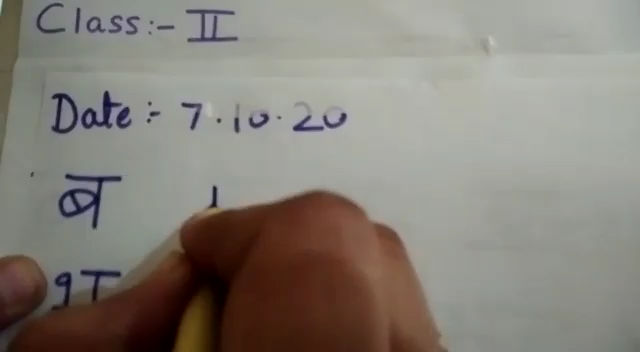 Class:- II
Date:- 7.10.20
ब